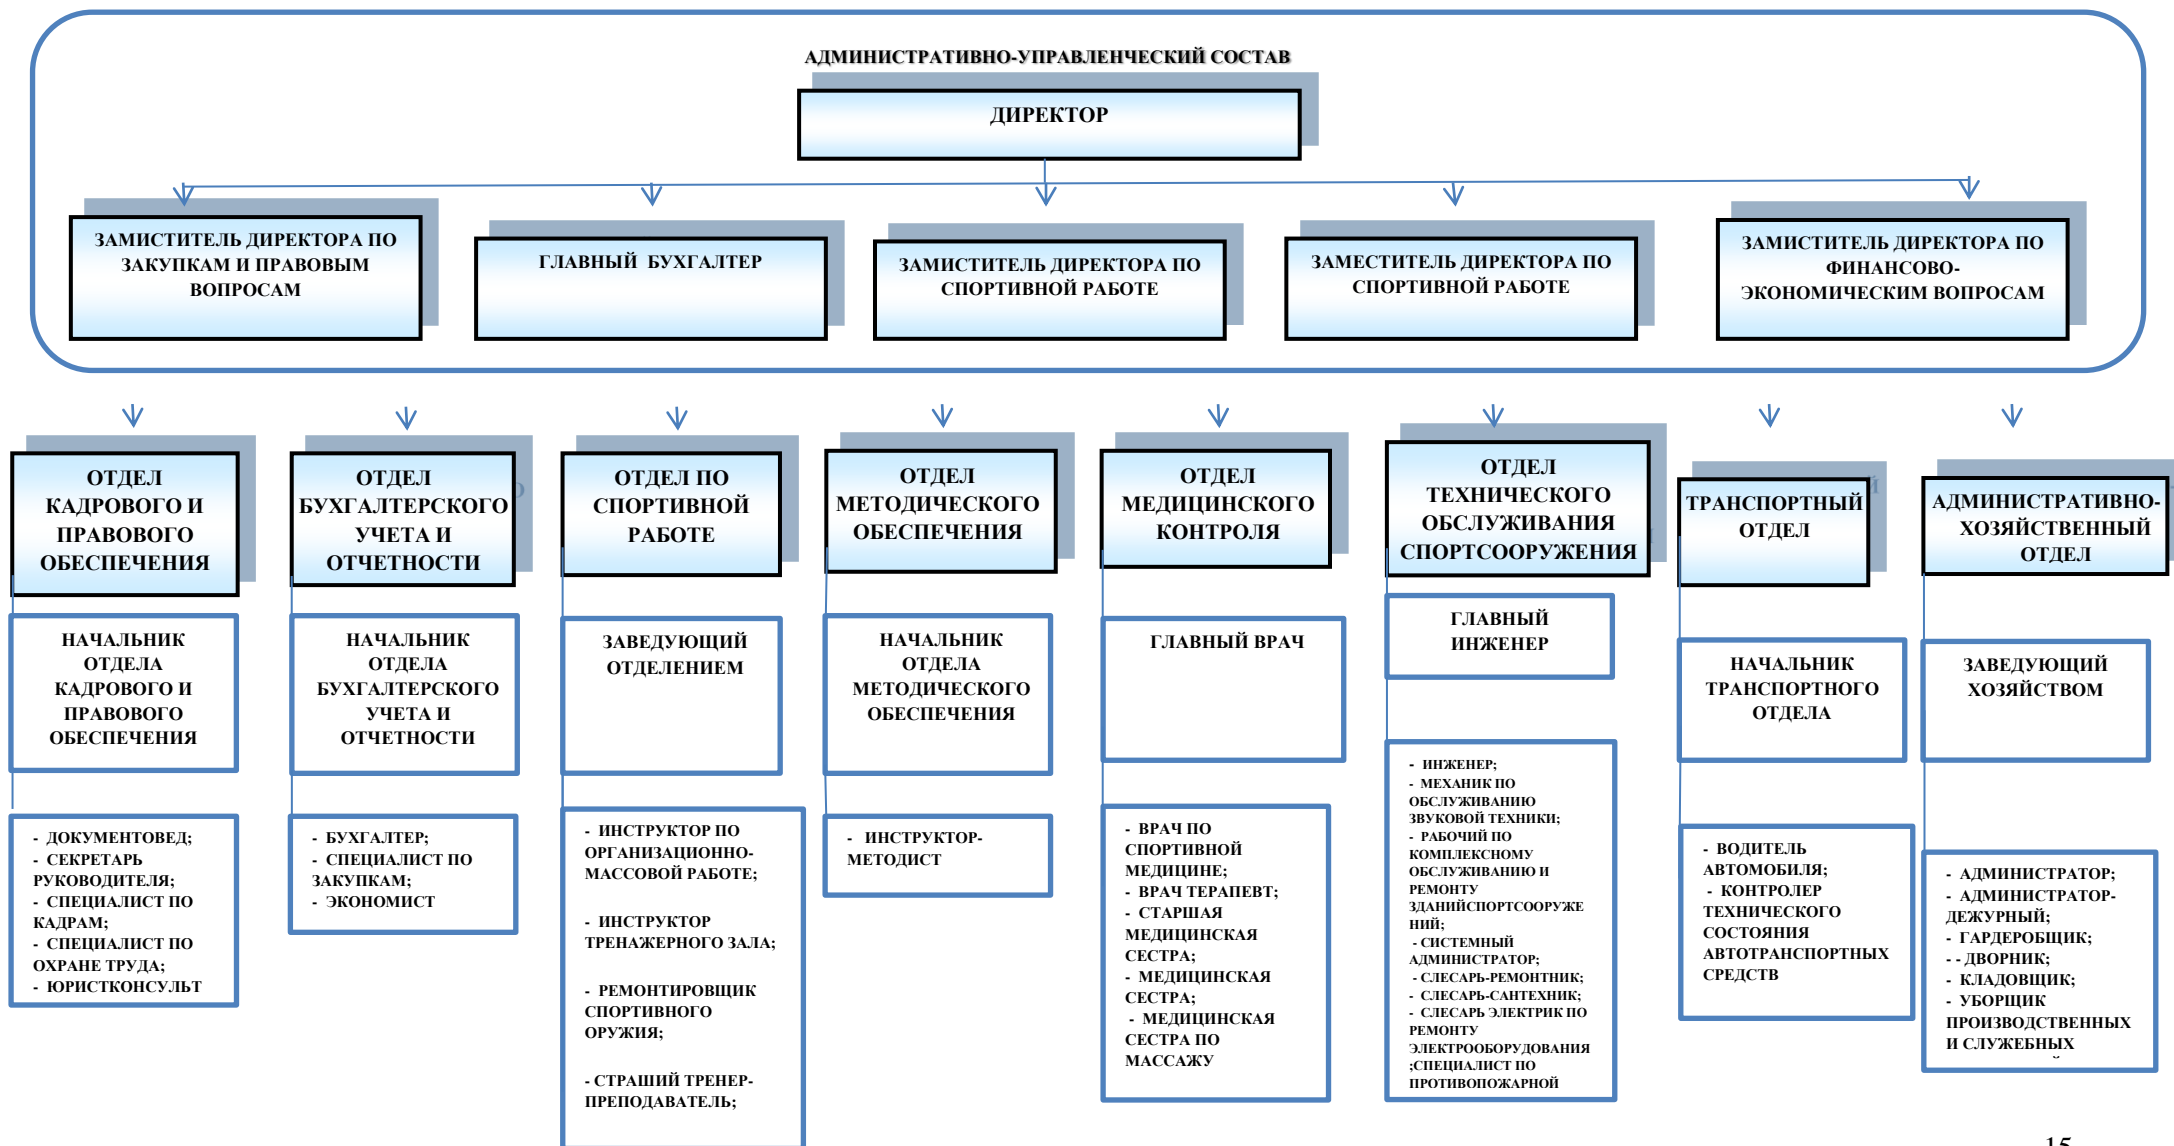 АДМИНИСТРАТИВНО-УПРАВЛЕНЧЕСКИЙ СОСТАВ
ДИРЕКТОР
ЗАМИСТИТЕЛЬ ДИРЕКТОРА ПО
ЗАКУПКАМ И ПРАВОВЫМ
ВОПРОСАМ
ГЛАВНЫЙ БУХГАЛТЕР
ЗАМИСТИТЕЛЬ ДИРЕКТОРА ПО
СПОРТИВНОЙ РАБОТЕ
ЗАМЕСТИТЕЛЬ ДИРЕКТОРА ПО
СПОРТИВНОЙ РАБОТЕ
ЗАМИСТИТЕЛЬ ДИРЕКТОРА ПО
ФИНАНСОВО-
ЭКОНОМИЧЕСКИМ ВОПРОСАМ
ОТДЕЛ
КАДРОВОГО И
ПРАВОВОГО
ОБЕСПЕЧЕНИЯ
ОТДЕЛ
БУХГАЛТЕРСКОГО
УЧЕТА И
ОТЧЕТНОСТИ
ОТДЕЛ ПО
СПОРТИВНОЙ
РАБОТЕ
ОТДЕЛ
МЕТОДИЧЕСКОГО
ОБЕСПЕЧЕНИЯ
ОТДЕЛ
МЕДИЦИНСКОГО
КОНТРОЛЯ
ОТДЕЛ
ТЕХНИЧЕСКОГО
ОБСЛУЖИВАНИЯ
СПОРТСООРУЖЕНИЯ
ТРАНСПОРТНЫЙ
ОТДЕЛ
АДМИНИСТРАТИВНО-
ХОЗЯЙСТВЕННЫЙ
ОТДЕЛ
НАЧАЛЬНИК
ОТДЕЛА
КАДРОВОГО И
ПРАВОВОГО
ОБЕСПЕЧЕНИЯ
НАЧАЛЬНИК
ОТДЕЛА
БУХГАЛТЕРСКОГО
УЧЕТА И
ОТЧЕТНОСТИ
ЗАВЕДУЮЩИЙ
ОТДЕЛЕНИЕМ
НАЧАЛЬНИК
ОТДЕЛА
МЕТОДИЧЕСКОГО
ОБЕСПЕЧЕНИЯ
ГЛАВНЫЙ ВРАЧ
ГЛАВНЫЙ
ИНЖЕНЕР
НАЧАЛЬНИК
ТРАНСПОРТНОГО
ОТДЕЛА
ЗАВЕДУЮЩИЙ
ХОЗЯЙСТВОМ
- ДОКУМЕНТОВЕД;
- СЕКРЕТАРЬ
РУКОВОДИТЕЛЯ;
- СПЕЦИАЛИСТ ПО
КАДРАМ;
- СПЕЦИАЛИСТ ПО
ОХРАНЕ ТРУДА;
- ЮРИСТКОНСУЛЬТ
- БУХГАЛТЕР;
- СПЕЦИАЛИСТ ПО
ЗАКУПКАМ;
- ЭКОНОМИСТ
- ИНСТРУКТОР ПО
ОРГАНИЗАЦИОННО-
МАССОВОЙ РАБОТЕ;
- ИНСТРУКТОР
ТРЕНАЖЕРНОГО ЗАЛА;
- РЕМОНТИРОВЩИК
СПОРТИВНОГО
ОРУЖИЯ;
- СТРАШИЙ ТРЕНЕР-
ПРЕПОДАВАТЕЛЬ;
- ИНСТРУКТОР-
МЕТОДИСТ
- ВРАЧ ПО
СПОРТИВНОЙ
МЕДИЦИНЕ;
- ВРАЧ ТЕРАПЕВТ;
- СТАРШАЯ
МЕДИЦИНСКАЯ
СЕСТРА;
- МЕДИЦИНСКАЯ
СЕСТРА;
- МЕДИЦИНСКАЯ
СЕСТРА ПО
МАССАЖУ
- ИНЖЕНЕР;
- МЕХАНИК ПО
ОБСЛУЖИВАНИЮ
ЗВУКОВОЙ ТЕХНИКИ;
- РАБОЧИЙ ПО
КОМПЛЕКСНОМУ
ОБСЛУЖИВАНИЮ И
РЕМОНТУ
ЗДАНИЙСПОРТСООРУЖЕ
НИЙ;
- СИСТЕМНЫЙ
АДМИНИСТРАТОР;
- СЛЕСАРЬ-РЕМОНТНИК;
- СЛЕСАРЬ-САНТЕХНИК;
- СЛЕСАРЬ ЭЛЕКТРИК ПО
РЕМОНТУ
ЭЛЕКТРООБОРУДОВАНИЯ
;СПЕЦИАЛИСТ ПО
ПРОТИВОПОЖАРНОЙ
- ВОДИТЕЛЬ
АВТОМОБИЛЯ;
- КОНТРОЛЕР
ТЕХНИЧЕСКОГО
СОСТОЯНИЯ
АВТОТРАНСПОРТНЫХ
СРЕДСТВ
- АДМИНИСТРАТОР;
- АДМИНИСТРАТОР-
ДЕЖУРНЫЙ;
- ГАРДЕРОБЩИК;
- - ДВОРНИК;
- КЛАДОВЩИК;
- УБОРЩИК
ПРОИЗВОДСТВЕННЫХ
И СЛУЖЕБНЫХ
15